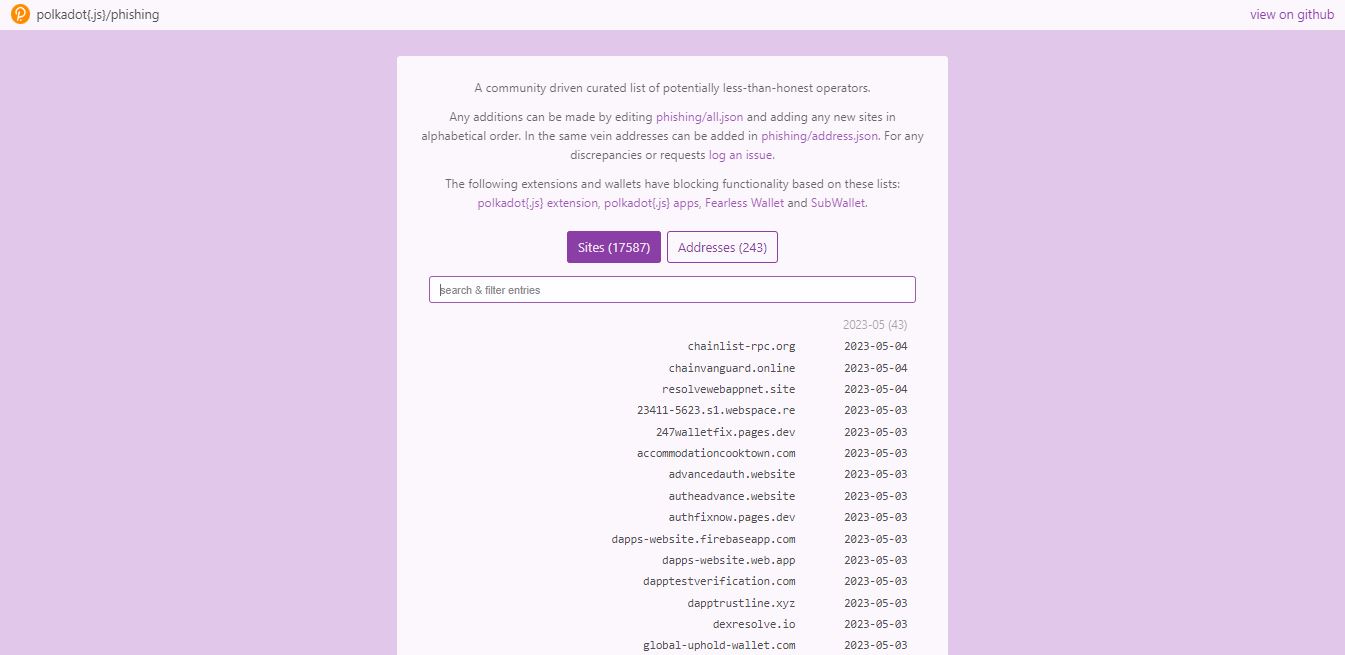 polkadot{.js}/phishing
view on github
A community driven curated list of potentially less-than-honest operators.
Any additions can be made by editing phishing/all.json and adding any new sites in
alphabetical order. In the same vein addresses can be added in phishing/address.json. For any
discrepancies or requests log an issue.
The following extensions and wallets have blocking functionality based on these lists:
polkadot{.js} extension, polkadot{.js} apps, Fearless Wallet and SubWallet.
Sites (17587) Addresses (243)
search & filter entries
2023-05 (43)
chainlist-rpc.org 2023-05-04
chainvanguard.online 2023-05-04
resolvewebappnet.site 2023-05-04
23411-5623.s1.webspace.re 2023-05-03
247walletfix.pages.dev 2023-05-03
accommodationcooktown.com 2023-05-03
advancedauth.website 2023-05-03
autheadvance.website 2023-05-03
authfixnow.pages.dev 2023-05-03
dapps-website.firebaseapp.com 2023-05-03
dapps-website.web.app 2023-05-03
dapptestverification.com 2023-05-03
dapptrustline.xyz 2023-05-03
dexresolve.io 2023-05-03
global-uphold-wallet.com 2023-05-03